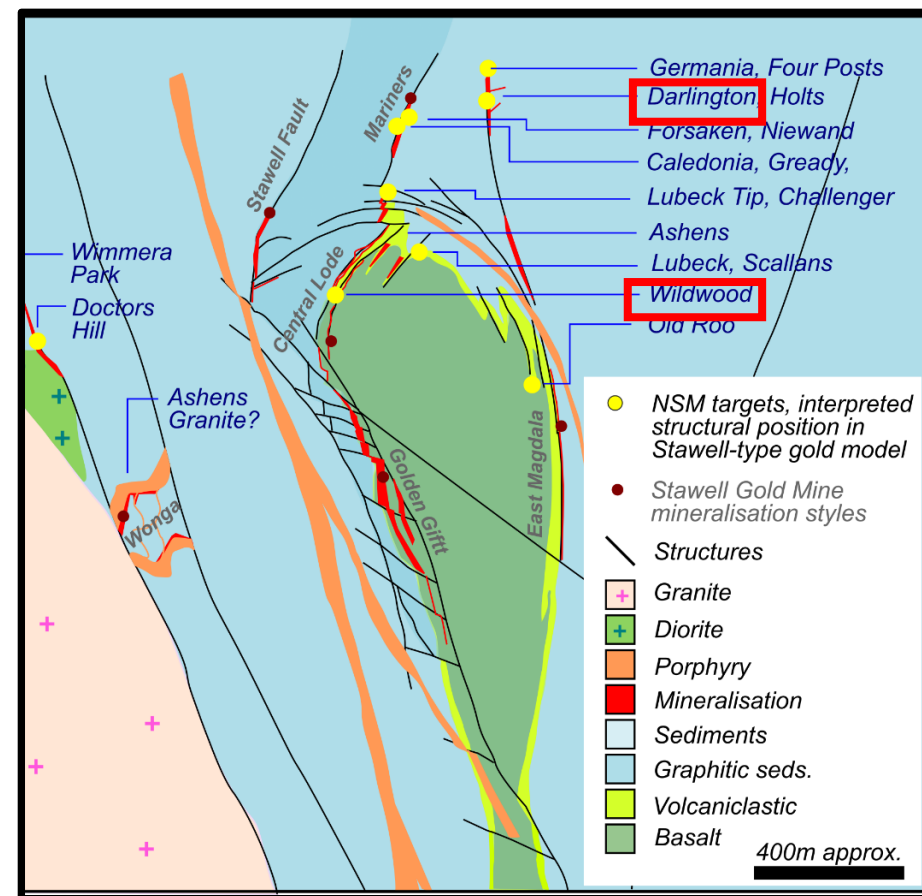 Germania, Four Posts
Darlington, Holts
Forsaken, Niewand
Caledonia, Gready,
Lubeck Tip, Challenger
Ashens
Lubeck, Scallans
Wildwood
Old Roo
Stawell Fault
Mariners
Central Lode
Wimmera
Park
Doctors
Hill
Ashens
Granite?
Wonga
Golden Giftt
East Magdala
NSM targets, interpreted
structural position in
Stawell-type gold model
Stawell Gold Mine
mineralisation styles
Structures
Granite
Diorite
Porphyry
Mineralisation
Sediments
Graphitic seds.
Volcaniclastic
Basalt
400m approx.